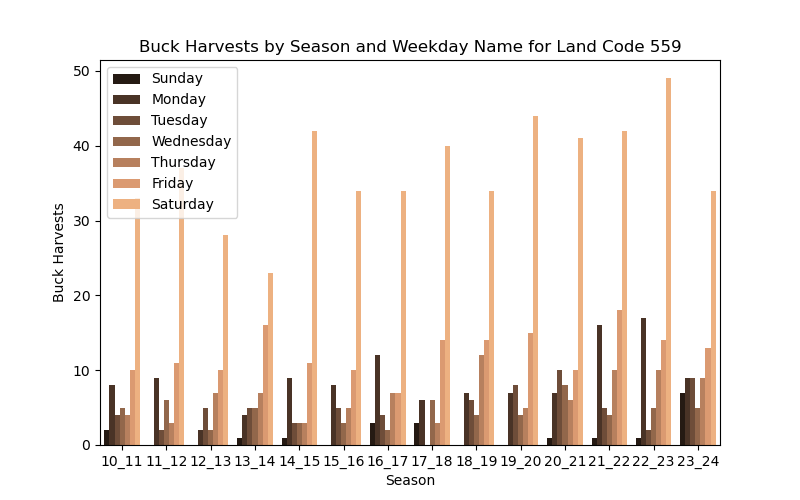 Buck Harvests by Season and Weekday Name for Land Code 559
50
40
30
20
10
0
Buck Harvests
Sunday
Monday
Tuesday
Wednesday
Thursday
Friday
Saturday
10_11 11_12 12_13 13_14 14_15 15_16 16_17 17_18 18_19 19_20 20_21 21_22 22_23 23_24
Season